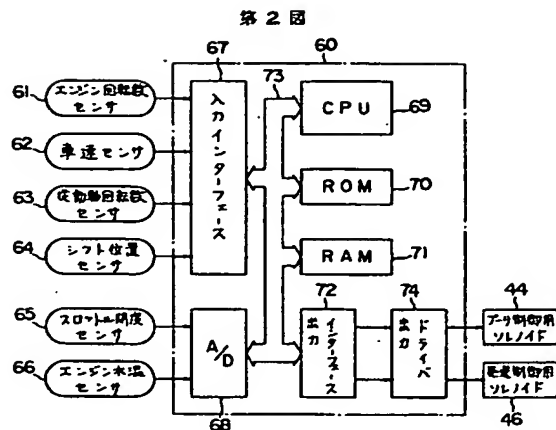 第2図
60
67
73
61
エンジン回転数
センサ
62
車速センサ
63
従動軸回転数
センサ
64
シフト位置
センサ
65
スロットル開度
センサ
66
エンジン水温
センサ
入力インターフェース
A/D
68
CPU
69
ROM
70
RAM
71
72
出力
インターフェース
74
出力
ドライバ
44
ブーツ制御用
ソレノイド
変速制御用
ソレノイド
46